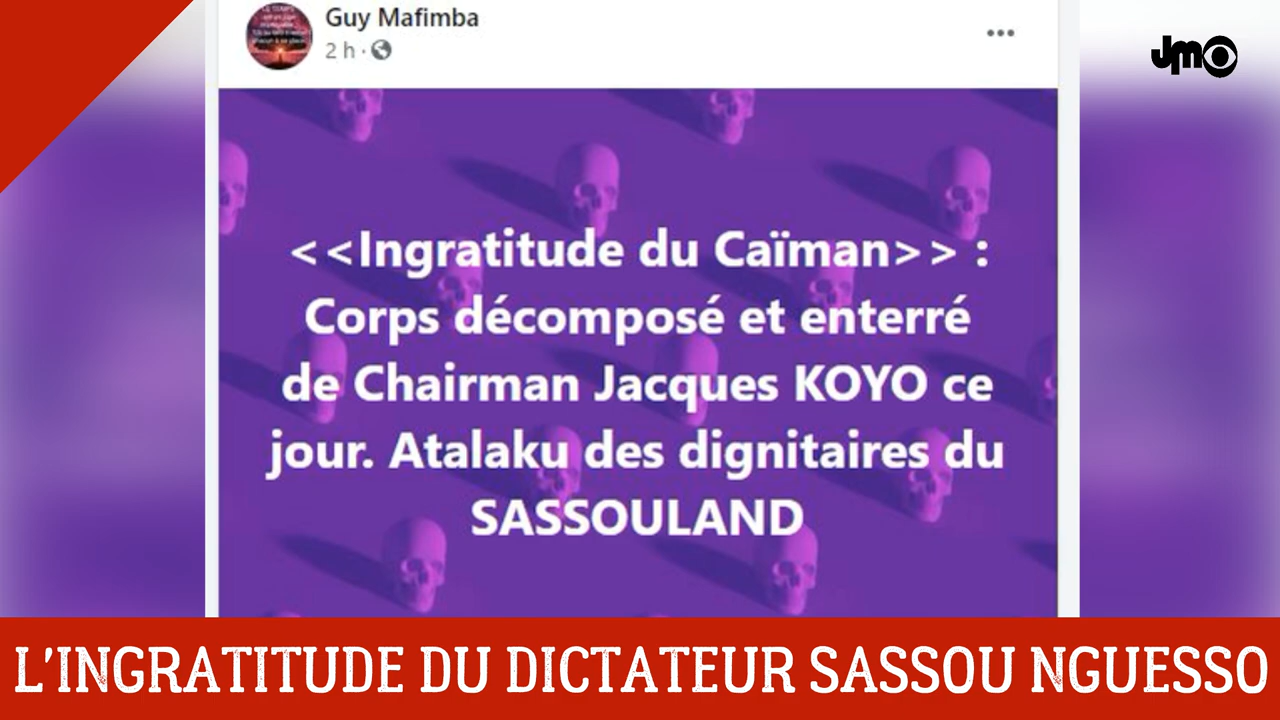 Guy Mafimba
2 h ·
JMO
<<Ingratitude du Caïman>> :
Corps décomposé et enterré
de Chairman Jacques KOYO ce
jour. Atalaku des dignitaires du
SASSOULAND
L'INGRATITUDE DU DICTATEUR SASSOU NGUESSO